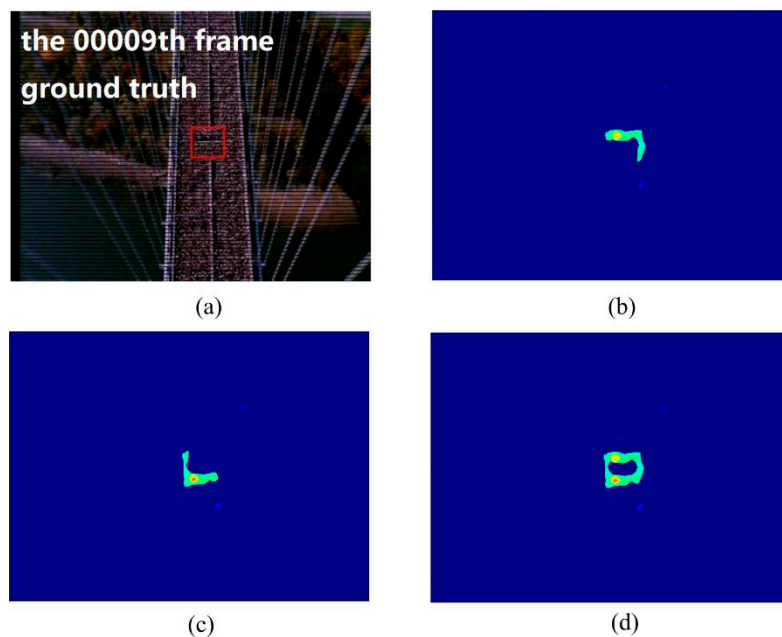 the 00009th frame
ground truth
(a)
(b)
(c)
(d)